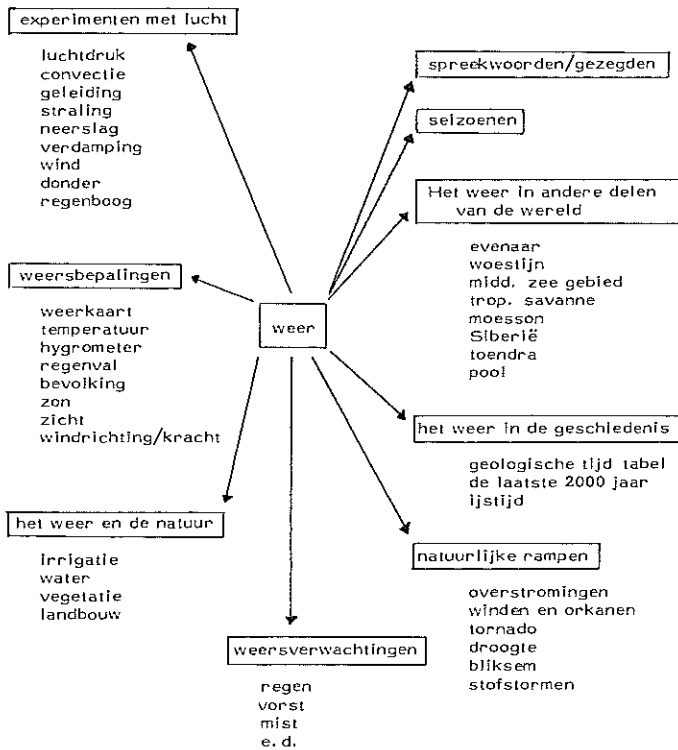 experimenten met lucht
luchtdruk
convectie
geleiding
straling
neerslag
verdamping
wind
donder
regenboog
spreekwoorden/gezegden
seizoenen
Het weer in andere delen
van de wereld
evenaar
woestijn
midd. zee gebied
trop. savanne
moesson
Siberië
toendra
pool
weersbepalingen
weerkaart
temperatuur
hygrometer
regenval
bevolking
zon
zicht
windrichting/kracht
weer
het weer in de geschiedenis
geologische tijd tabel
de laatste 2000 jaar
ijstijd
het weer en de natuur
irrigatie
water
vegetatie
landbouw
natuurlijke rampen
overstromingen
winden en orkanen
tornado
droogte
bliksem
stofstormen
weersverwachtingen
regen
vorst
mist
e.d.